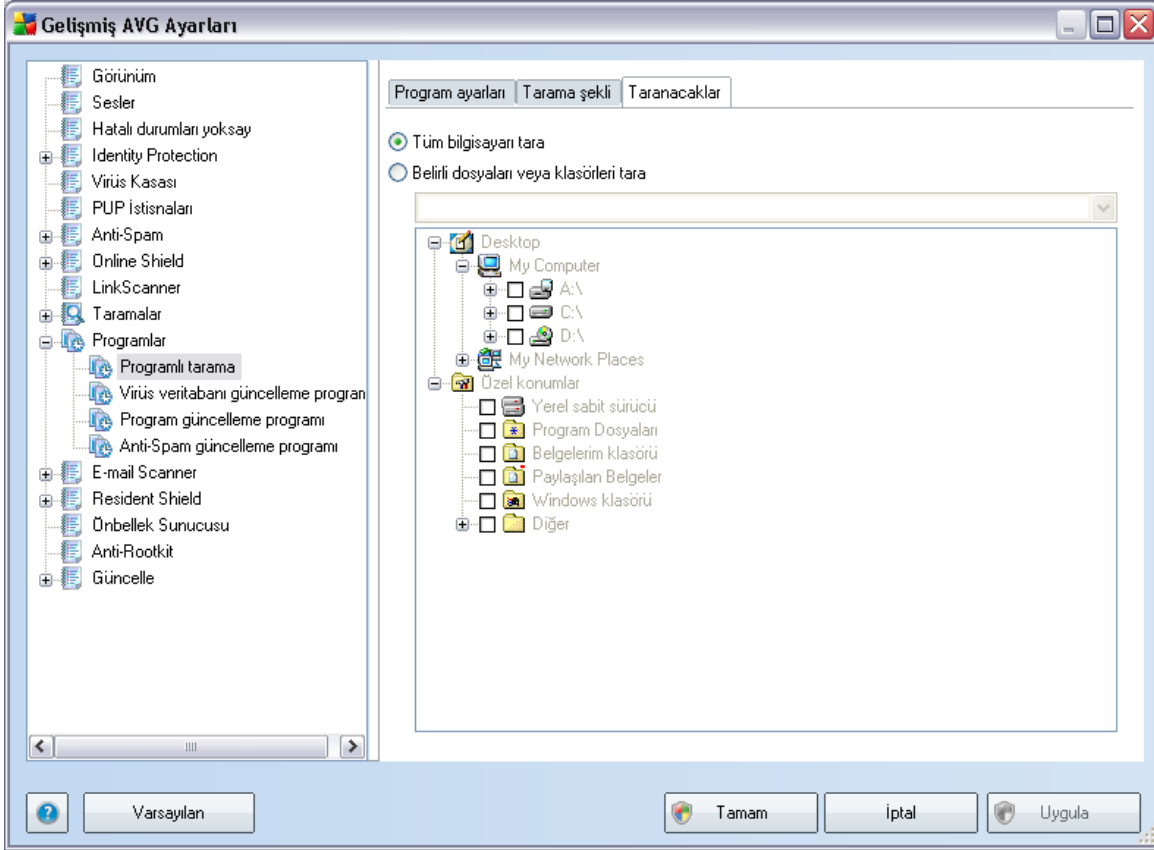 Gelişmiş AVG Ayarları
Görünüm
Sesler
Hatalı durumları yoksay
Identity Protection
Virüs Kasası
PUP İstisnaları
Anti-Spam
Online Shield
LinkScanner
Taramalar
Programlar
Programlı tarama
Virüs veritabanı güncelleme progran
Program güncelleme programı
Anti-Spam güncelleme programı
E-mail Scanner
Resident Shield
Önbellek Sunucusu
Anti-Rootkit
Güncelle
Program ayarları Tarama şekli Taranacaklar
Tüm bilgisayarı tara
Belirli dosyaları veya klasörleri tara
Desktop
My Computer
A:\
C:\
D:\
My Network Places
Özel konumlar
Yerel sabit sürücü
Program Dosyaları
Belgelerim klasörü
Paylaşılan Belgeler
Windows klasörü
Diğer
? Varsayılan Tamam İptal Uygula